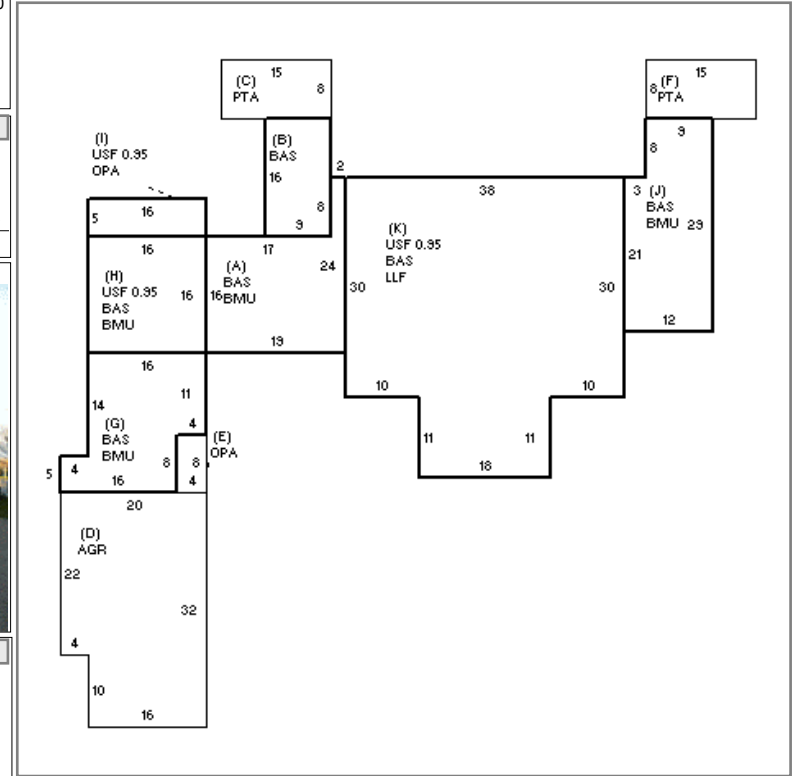 15
(C)
PTA
8
15
8
(F)
PTA
(I)
USF 0.95
OPA
(B)
BAS
16
8
9
2
9
8
38
3
(J)
BAS
BMU
29
21
12
5
16
16
(H)
USF 0.95
BAS
BMU
16
16
17
(A)
BAS
BMU
24
19
(K)
USF 0.95
BAS
LLF
30
30
10
10
11
11
18
16
11
14
(G)
BAS
BMU
4
(E)
OPA
8
8
4
5
4
16
20
(D)
AGR
22
32
4
10
16